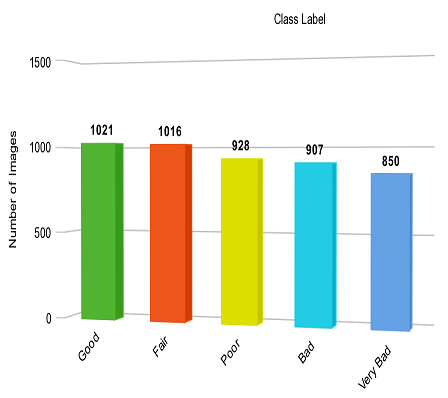 Class Label
1500
1000
500
0
Number of Images
1021
1016
928
907
850
Good
Fair
Poor
Bad
Very Bad